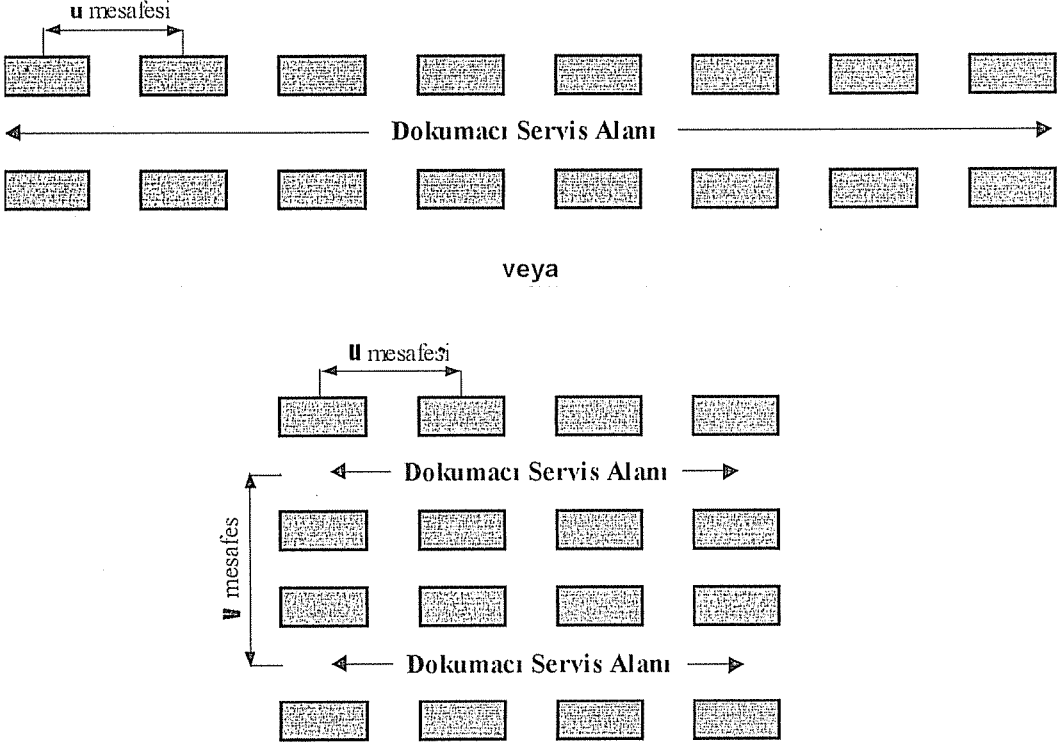 u mesafesi
Dokumacı Servis Alanı
veya
u mesafesi
Dokumacı Servis Alanı
v mesafes
Dokumacı Servis Alanı